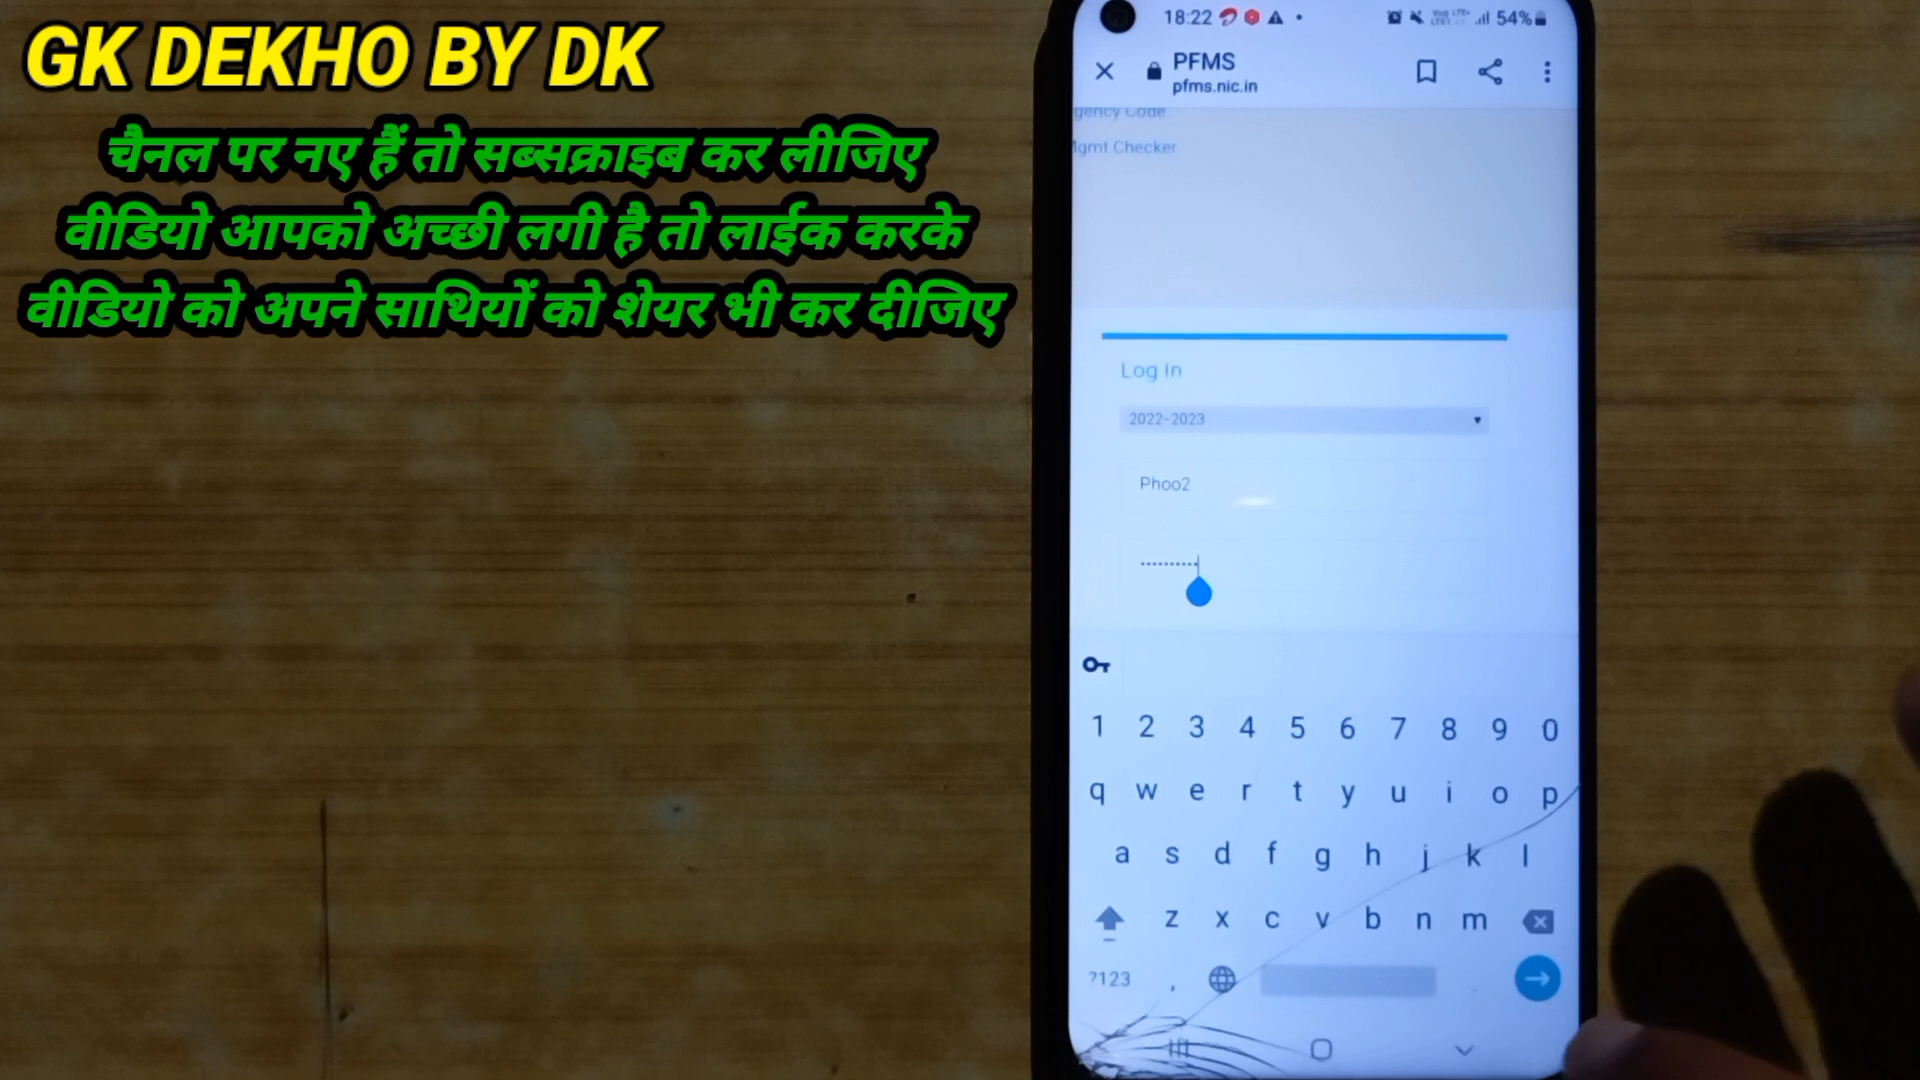 GK DEKHO BY DK
चैनल पर नए हैं तो सब्सक्राइब कर लीजिए
वीडियो आपको अच्छी लगी है तो लाईक करके
वीडियो को अपने साथियों को शेयर भी कर दीजिए
18:22
54%
PFMS
pfms.nic.in
gency Code
Mgmt Checker
Log In
2022-2023
Phoo2
1 2 3 4 5 6 7 8 9 0
q w e r t y u i o p
a s d f g h j k l
z x c v b n m
?123 ,